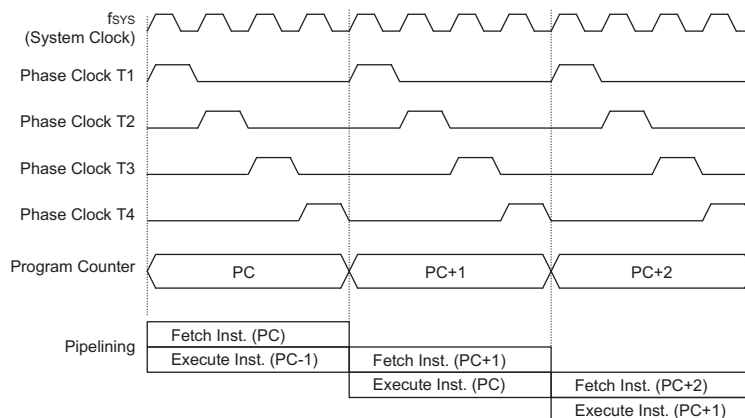 fSYS
(System Clock)
Phase Clock T1
Phase Clock T2
Phase Clock T3
Phase Clock T4
Program Counter PC PC+1 PC+2
Pipelining
Fetch Inst. (PC)
Execute Inst. (PC-1) Fetch Inst. (PC+1)
Execute Inst. (PC) Fetch Inst. (PC+2)
Execute Inst. (PC+1)